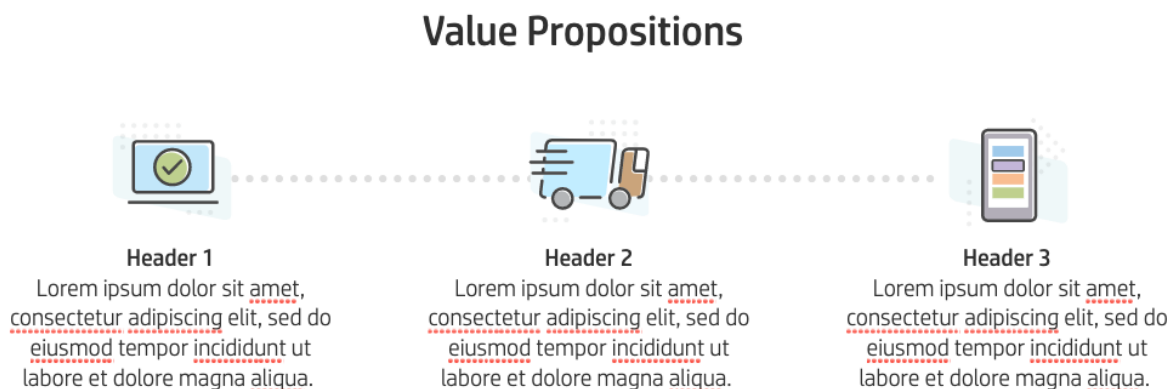 Value Propositions
Header 1
Lorem ipsum dolor sit amet,
consectetur adipiscing elit, sed do
eiusmod tempor incididunt ut
labore et dolore magna aliqua.
Header 2
Lorem ipsum dolor sit amet,
consectetur adipiscing elit, sed do
eiusmod tempor incididunt ut
labore et dolore magna aliqua.
Header 3
Lorem ipsum dolor sit amet,
consectetur adipiscing elit, sed do
eiusmod tempor incididunt ut
labore et dolore magna aliqua.